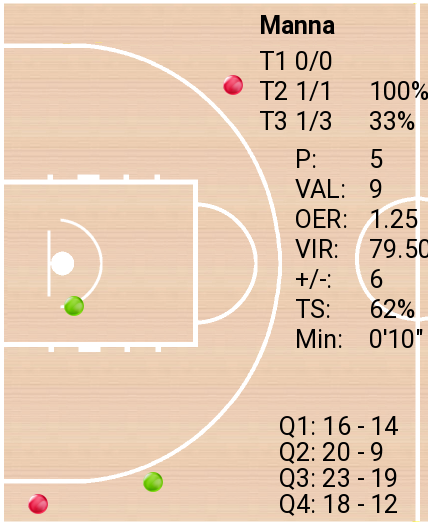 Manna
T1 0/0
T2 1/1 100%
T3 1/3 33%
P: 5
VAL: 9
OER: 1.25
VIR: 79.50
+/-: 6
TS: 62%
Min: 0'10"
Q1: 16 - 14
Q2: 20 - 9
Q3: 23 - 19
Q4: 18 - 12